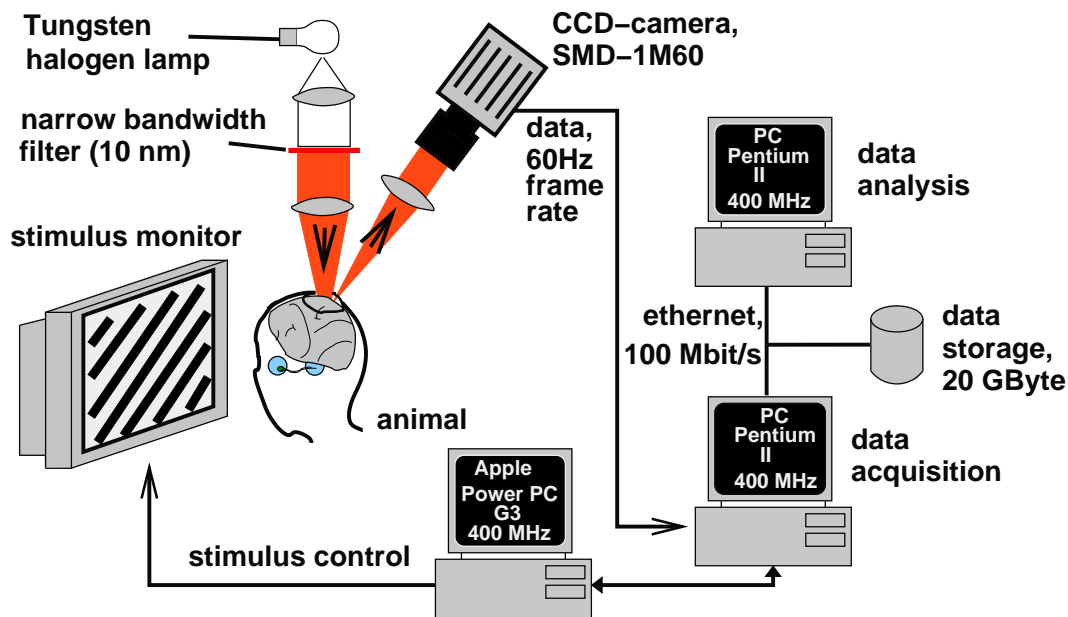 Tungsten
halogen lamp
narrow bandwidth
filter (10 nm)
stimulus monitor
CCD–camera,
SMD–1M60
data,
60Hz
frame
rate
PC
Pentium
II
400 MHz
data
analysis
ethernet,
100 Mbit/s
data
storage,
20 GByte
animal
PC
Pentium
II
400 MHz
data
acquisition
Apple
Power PC
G3
400 MHz
stimulus control